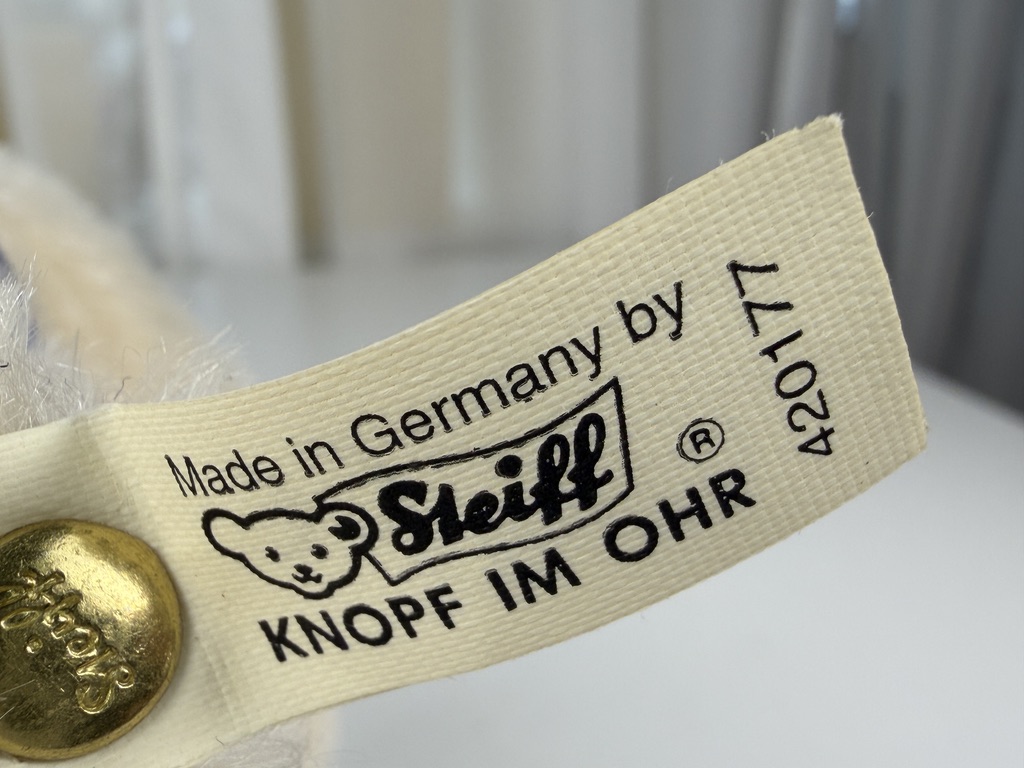 Made in Germany by
Steiff
®
KNOPF IM OHR
420177
Steiff